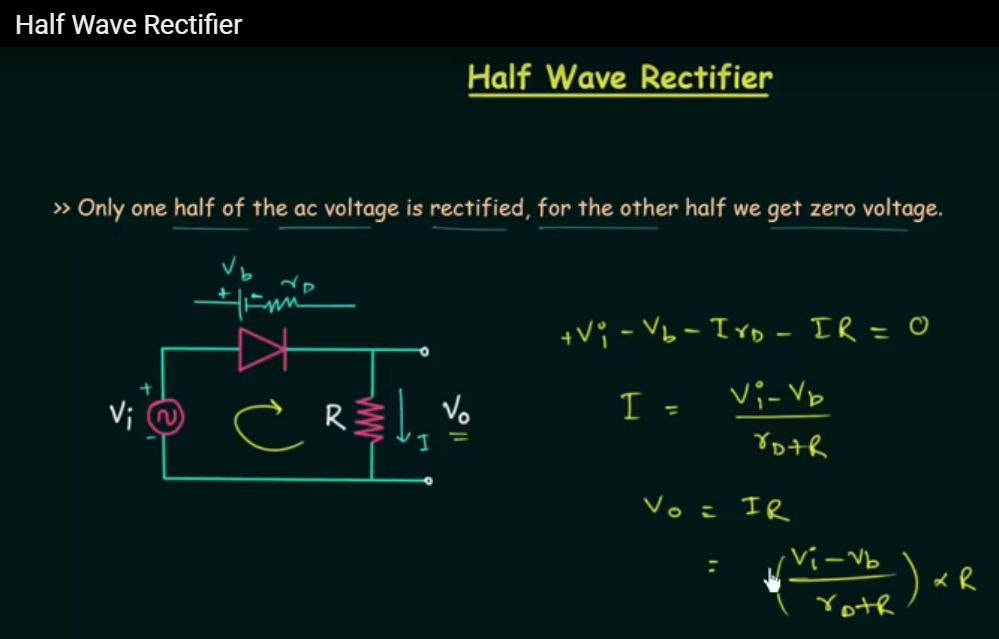 Half Wave Rectifier
Half Wave Rectifier
>> Only one half of the ac voltage is rectified, for the other half we get zero voltage.
Vb
+ - rD
+Vi - Vb - IrD - IR = 0
+
Vi
-
R
I
Vo
I = Vi-Vb
rD+R
Vo = IR
= (Vi-Vb
rD+R) × R